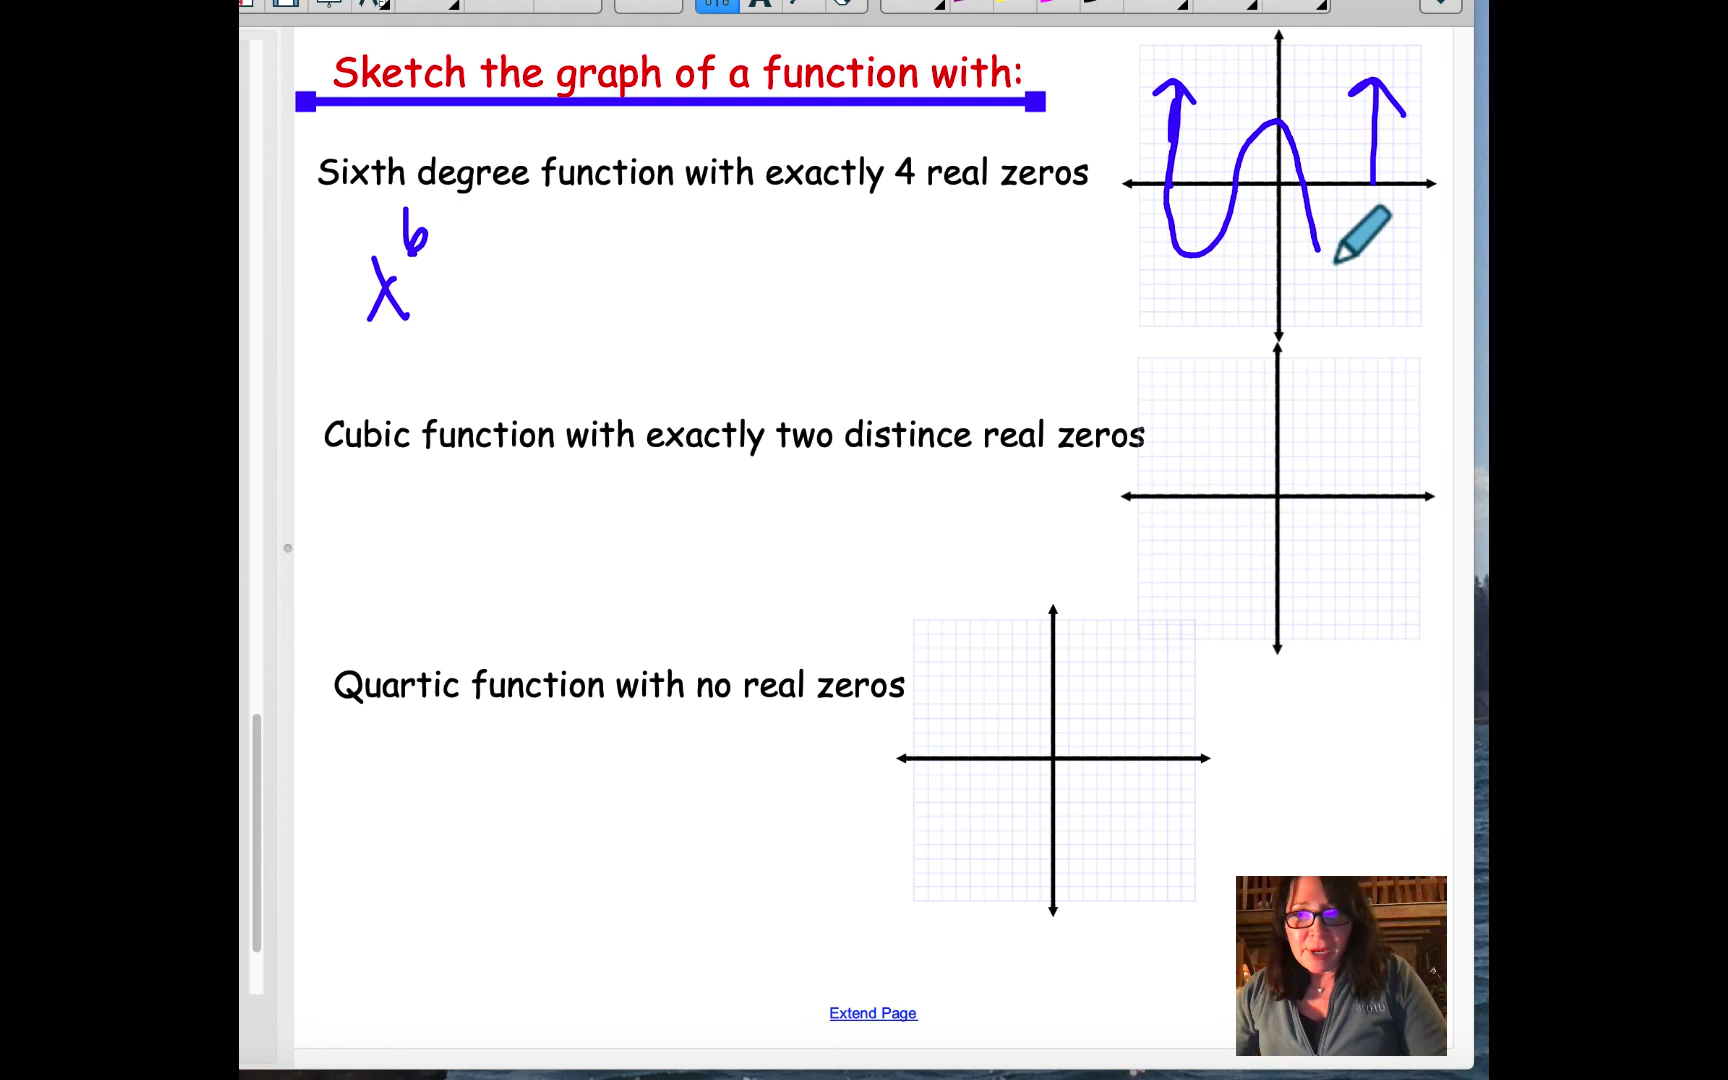 Sketch the graph of a function with:
Sixth degree function with exactly 4 real zeros
x⁶
Cubic function with exactly two distince real zeros
Quartic function with no real zeros
Extend Page